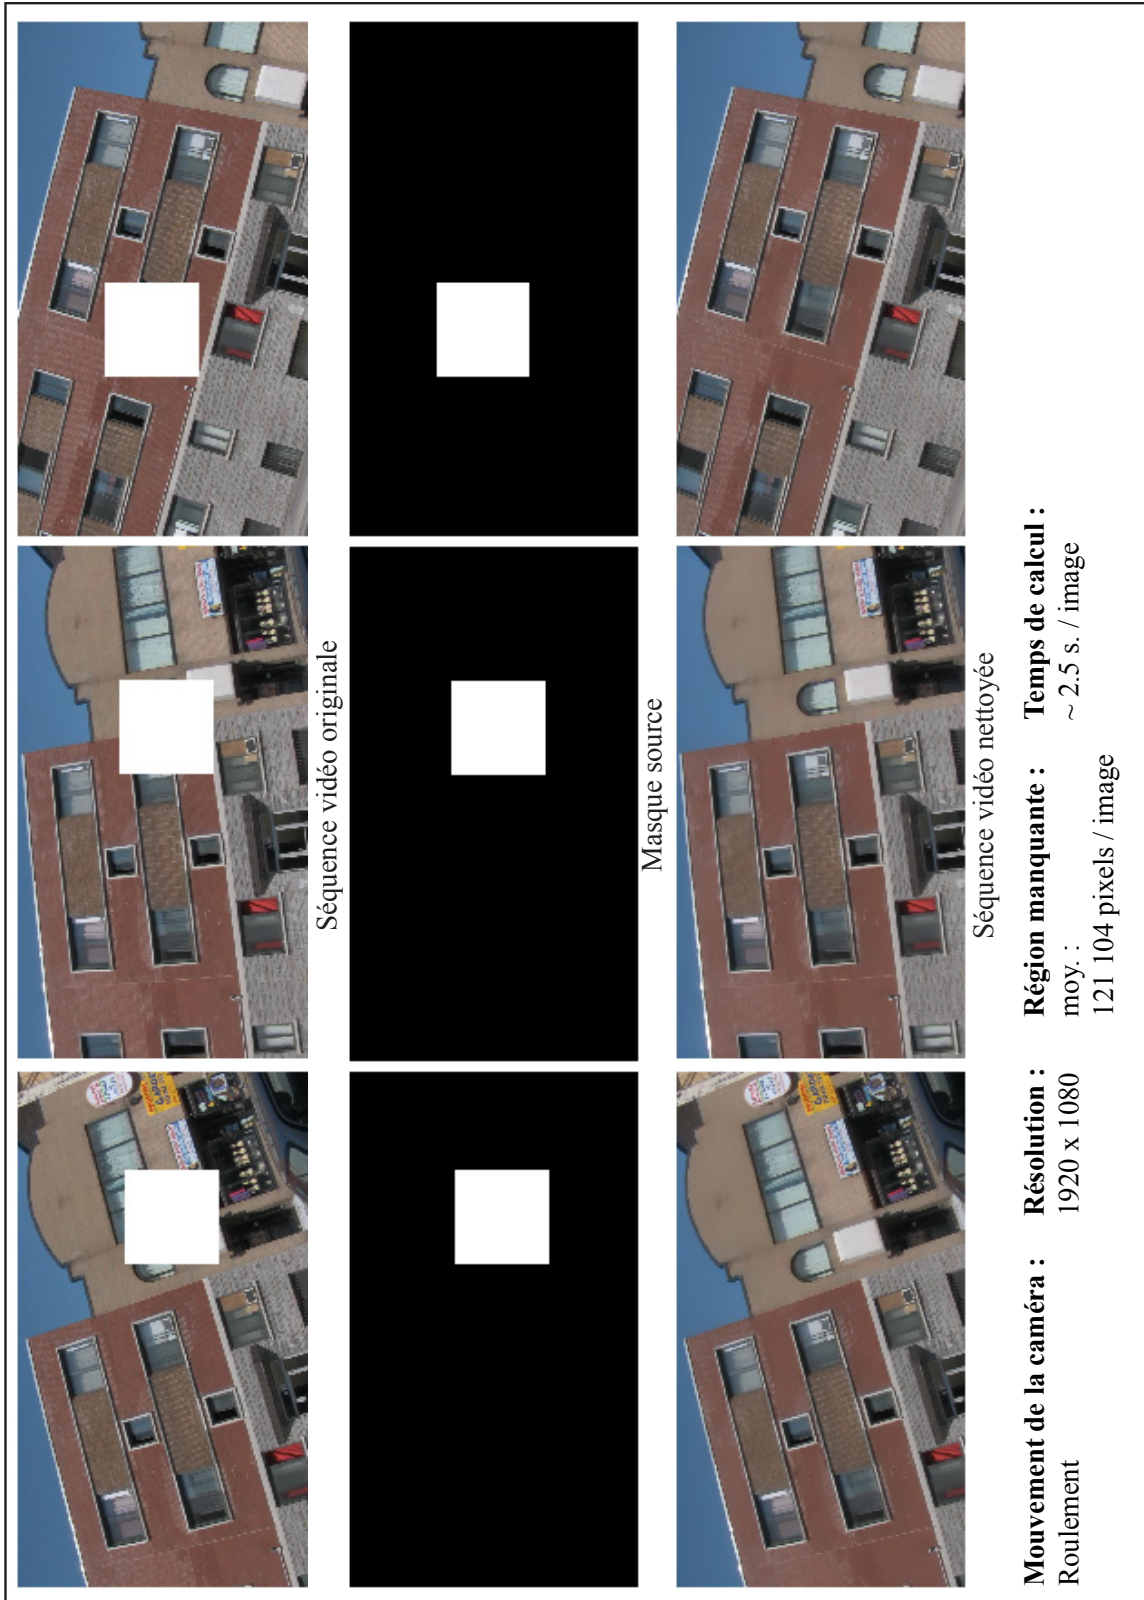 Séquence vidéo originale
Masque source
Séquence vidéo nettoyée
Mouvement de la caméra :
Roulement
Résolution :
1920 x 1080
Région manquante :
moy. :
121 104 pixels / image
Temps de calcul :
~ 2.5 s. / image